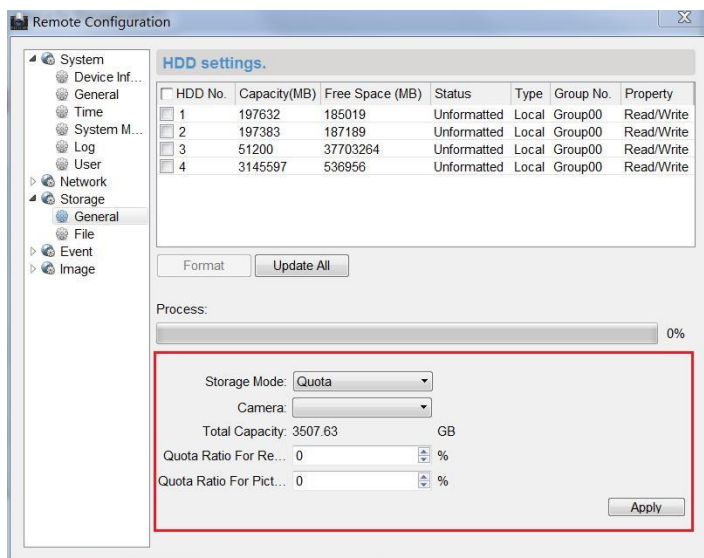 Remote Configuration
System
Device Inf...
General
Time
System M...
Log
User
Network
Storage
General
File
Event
Image
HDD settings.
HDD No. Capacity(MB) Free Space (MB) Status Type Group No. Property
1 197632 185019 Unformatted Local Group00 Read/Write
2 197383 187189 Unformatted Local Group00 Read/Write
3 51200 37703264 Unformatted Local Group00 Read/Write
4 3145597 536956 Unformatted Local Group00 Read/Write
Format Update All
Process:
0%
Storage Mode: Quota
Camera:
Total Capacity: 3507.63 GB
Quota Ratio For Re... 0 %
Quota Ratio For Pict... 0 %
Apply